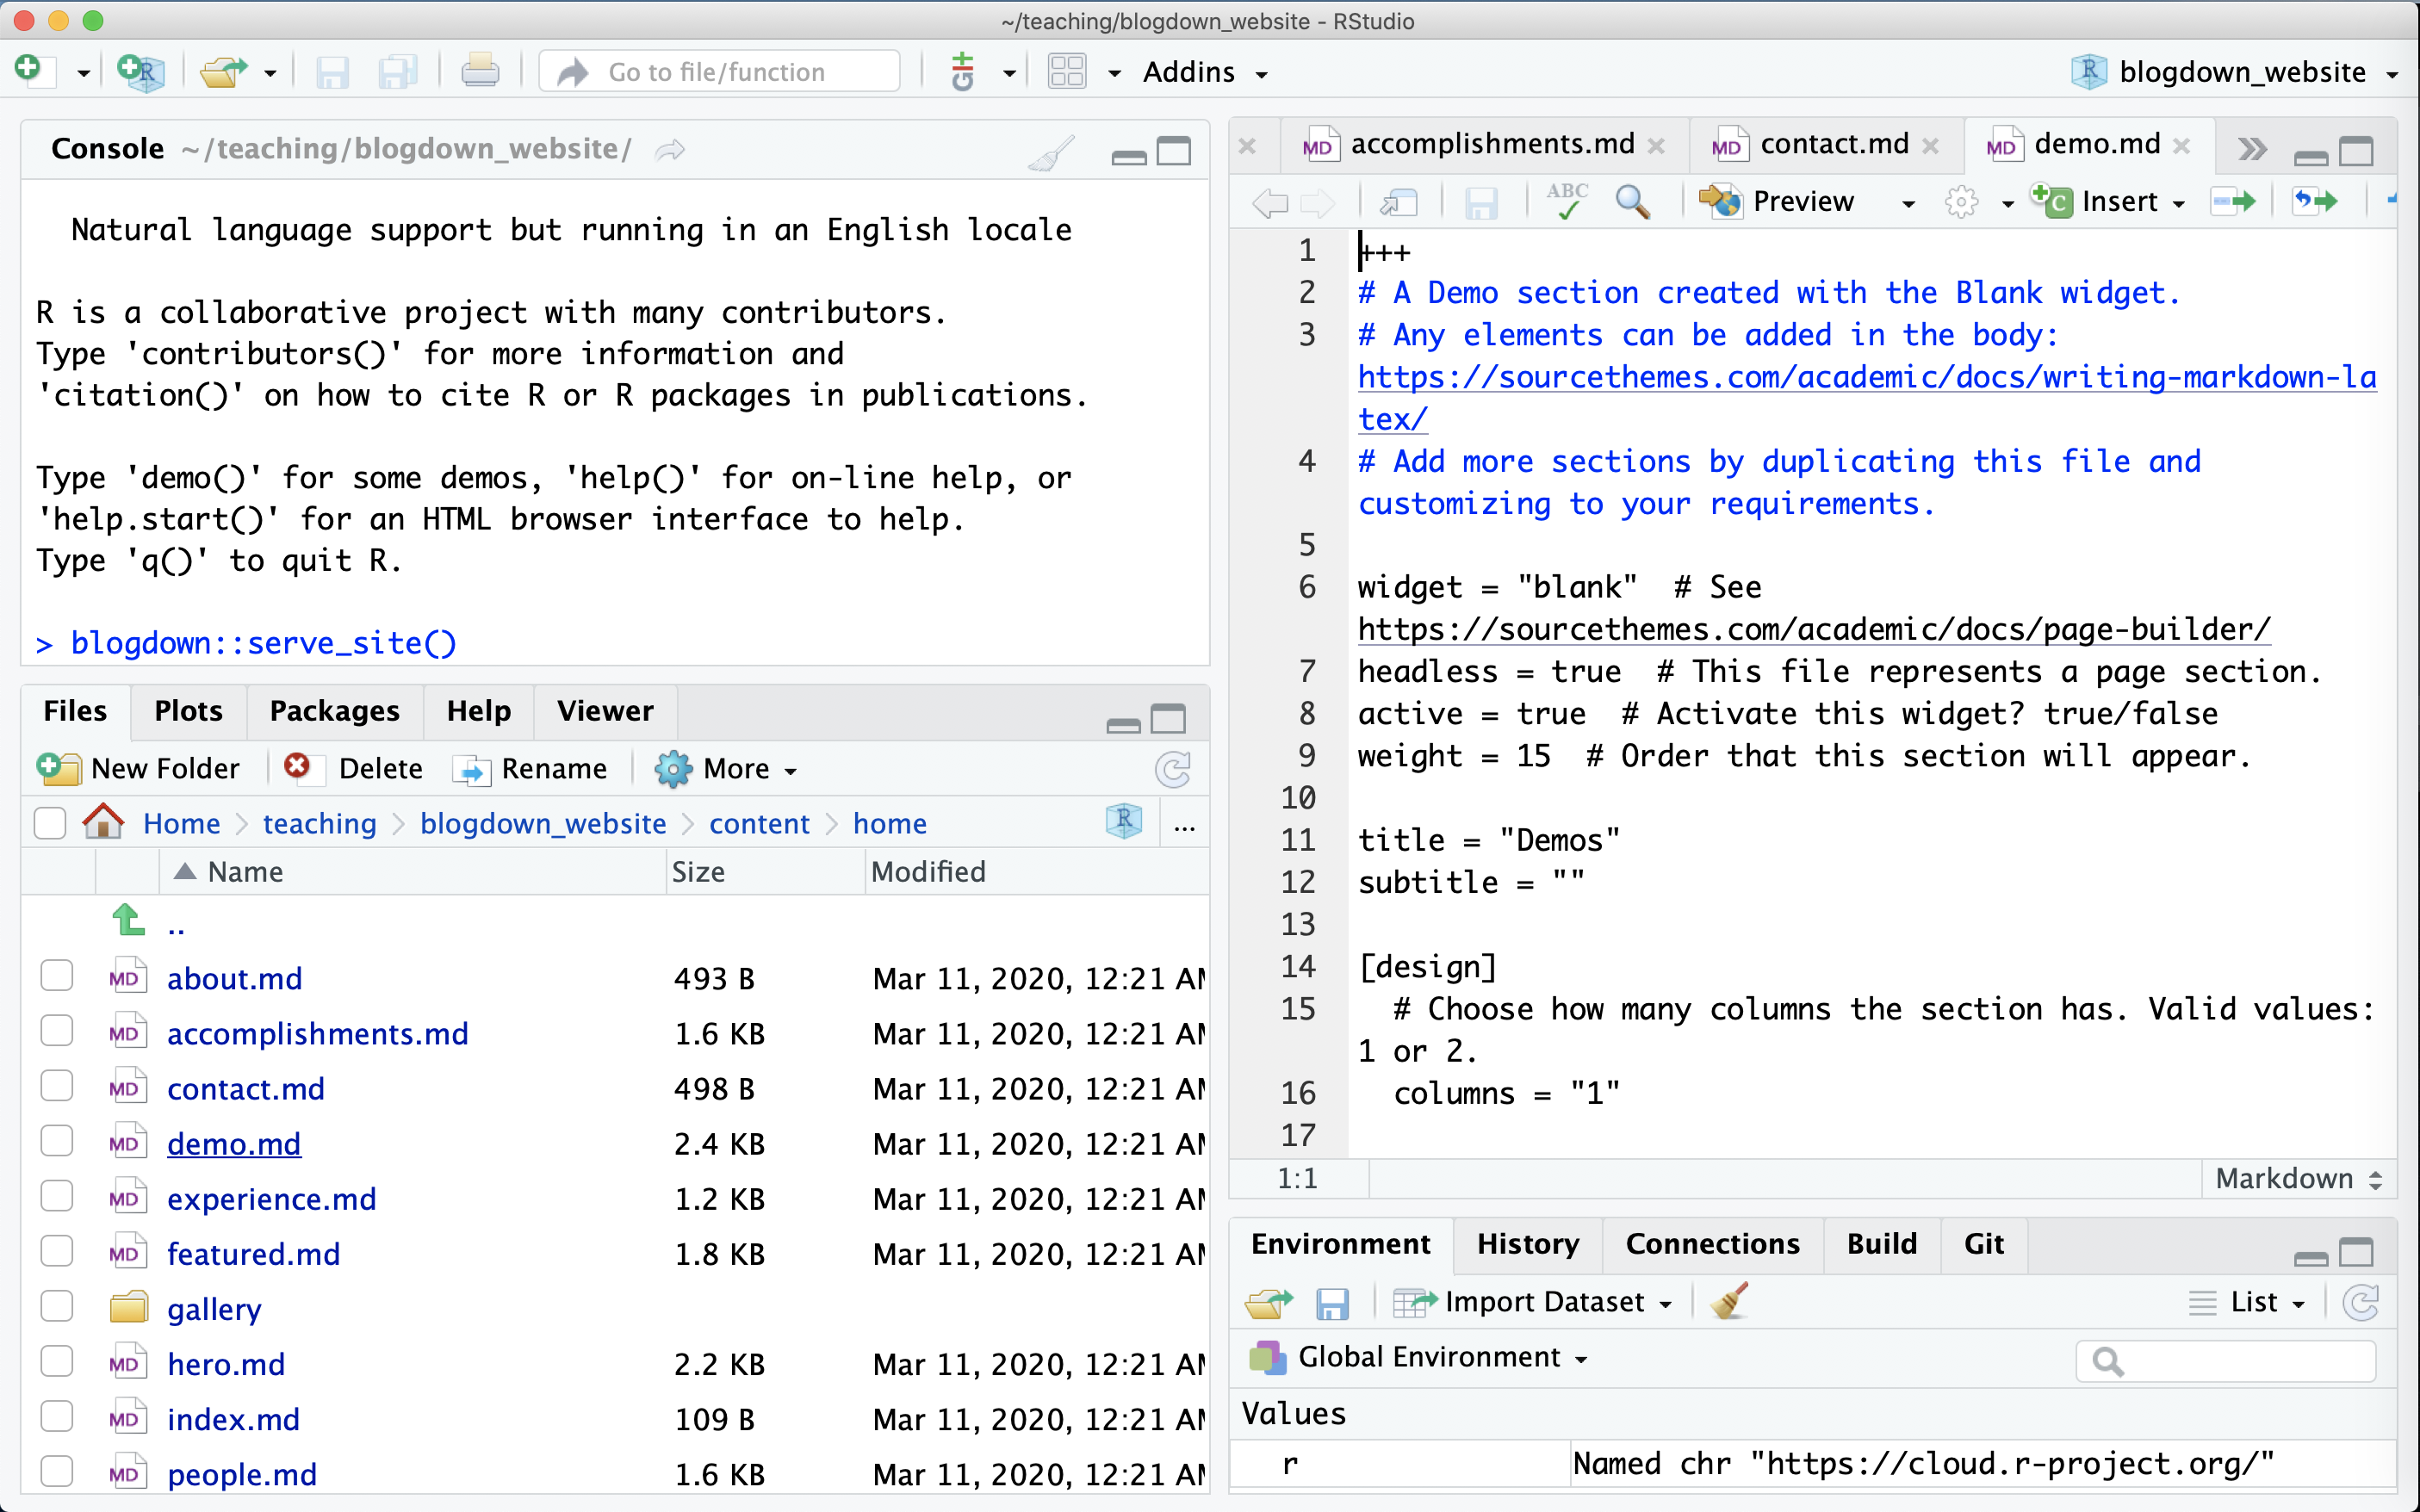 ~/teaching/blogdown_website - RStudio
Go to file/function
Addins
blogdown_website
Console ~/teaching/blogdown_website/
Natural language support but running in an English locale
R is a collaborative project with many contributors.
Type 'contributors()' for more information and
'citation()' on how to cite R or R packages in publications.
Type 'demo()' for some demos, 'help()' for on-line help, or
'help.start()' for an HTML browser interface to help.
Type 'q()' to quit R.
> blogdown::serve_site()
Files Plots Packages Help Viewer
New Folder Delete Rename More
Home teaching blogdown_website content home ...
Name Size Modified
..
about.md 493 B Mar 11, 2020, 12:21 AM
accomplishments.md 1.6 KB Mar 11, 2020, 12:21 AM
contact.md 498 B Mar 11, 2020, 12:21 AM
demo.md 2.4 KB Mar 11, 2020, 12:21 AM
experience.md 1.2 KB Mar 11, 2020, 12:21 AM
featured.md 1.8 KB Mar 11, 2020, 12:21 AM
gallery
hero.md 2.2 KB Mar 11, 2020, 12:21 AM
index.md 109 B Mar 11, 2020, 12:21 AM
people.md 1.6 KB Mar 11, 2020, 12:21 AM
accomplishments.md contact.md demo.md
ABC Preview Insert
1 +++
2 # A Demo section created with the Blank widget.
3 # Any elements can be added in the body:
https://sourcethemes.com/academic/docs/writing-markdown-la
tex/
4 # Add more sections by duplicating this file and
customizing to your requirements.
5
6 widget = "blank"  # See
https://sourcethemes.com/academic/docs/page-builder/
7 headless = true  # This file represents a page section.
8 active = true  # Activate this widget? true/false
9 weight = 15  # Order that this section will appear.
10
11 title = "Demos"
12 subtitle = ""
13
14 [design]
15   # Choose how many columns the section has. Valid values:
1 or 2.
16   columns = "1"
17
1:1 Markdown
Environment History Connections Build Git
Import Dataset List
Global Environment
Values
r Named chr "https://cloud.r-project.org/"